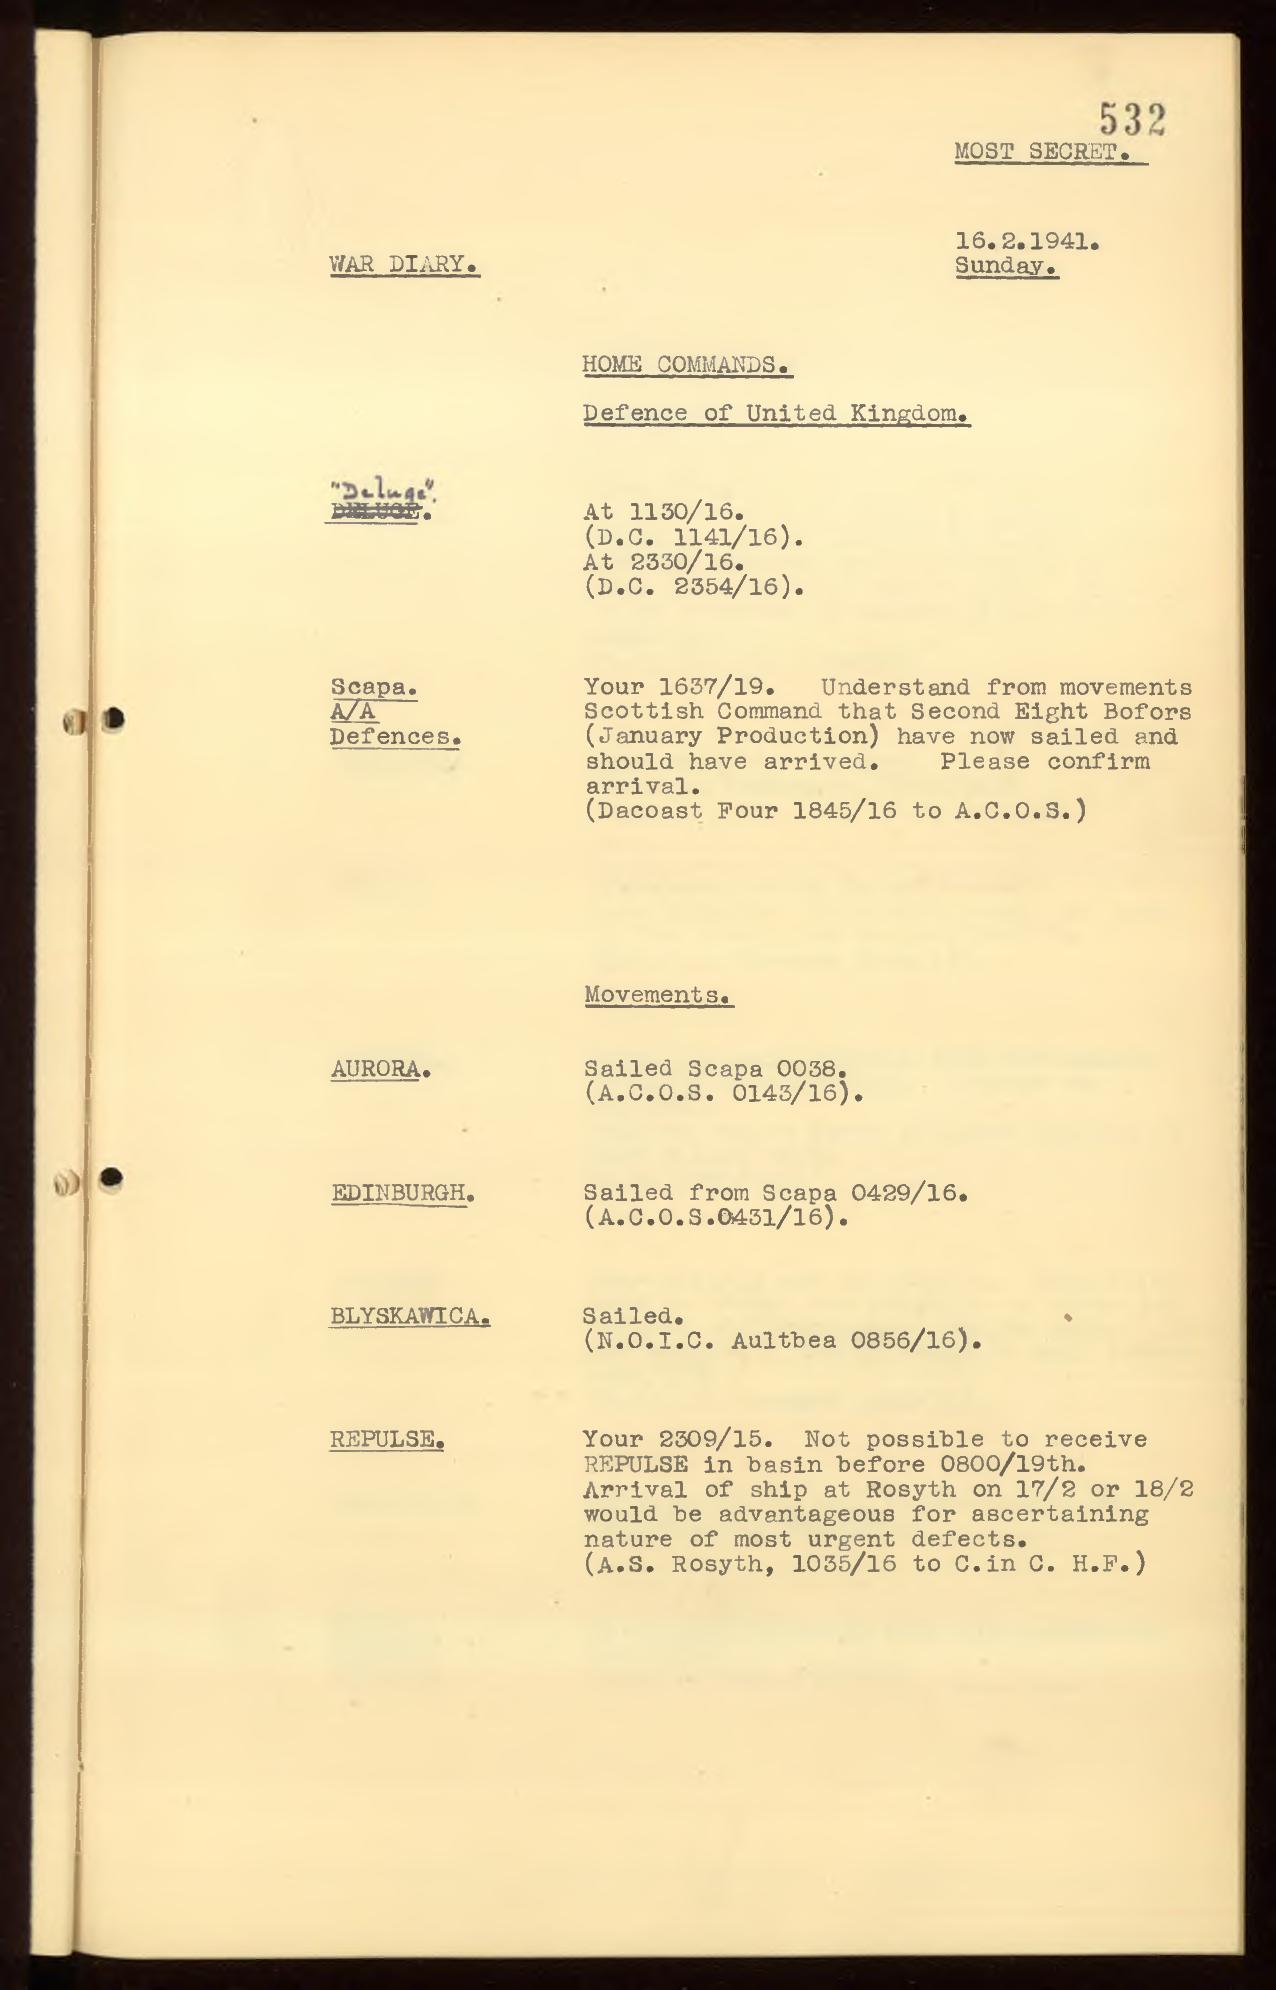 532
MOST SECRET.
16.2.1941.
WAR DIARY.
Sunday.
HOME COMMANDS.
Defence of United Kingdom.
"Deluge".
DELUGE.
At 1130/16.
(D.C. 1141/16).
At 2330/16.
(D.C. 2354/16).
Scapa.
A/A
Defences.
Your 1637/19. Understand from movements
Scottish Command that Second Eight Bofors
(January Production) have now sailed and
should have arrived. Please confirm
arrival.
(Dacoast Four 1845/16 to A.C.O.S.)
Movements.
AURORA.
Sailed Scapa 0038.
(A.C.O.S. 0143/16).
EDINBURGH.
Sailed from Scapa 0429/16.
(A.C.O.S.0431/16).
BLYSKAWICA.
Sailed.
(N.O.I.C. Aultbea 0856/16).
REPULSE.
Your 2309/15. Not possible to receive
REPULSE in basin before 0800/19th.
Arrival of ship at Rosyth on 17/2 or 18/2
would be advantageous for ascertaining
nature of most urgent defects.
(A.S. Rosyth, 1035/16 to C.in C. H.F.)